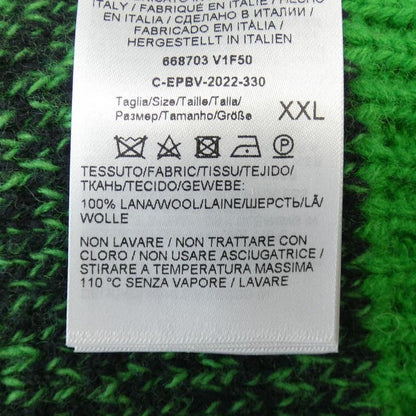 ITALY / FABRIQUÉ EN ITALIE / HECHO
EN ITALIA / СДЕЛАНО В ИТАЛИИ /
FABRICADO EM ITÁLIA /
HERGESTELLT IN ITALIEN
668703 V1F50
C-EPBV-2022-330
Taglia/Size/Taille/Talla/
Размер/Tamanho/Größe
XXL
P
TESSUTO/FABRIC/TISSU/TEJIDO/
TKAHЬ/TECIDO/GEWEBE:
100% LANA/WOOL/LAINE/ШЕРСТЬ/LÃ/
WOLLE
NON LAVARE / NON TRATTARE CON
CLORO / NON USARE ASCIUGATRICE /
STIRARE A TEMPERATURA MASSIMA
110 ºC SENZA VAPORE / LAVARE